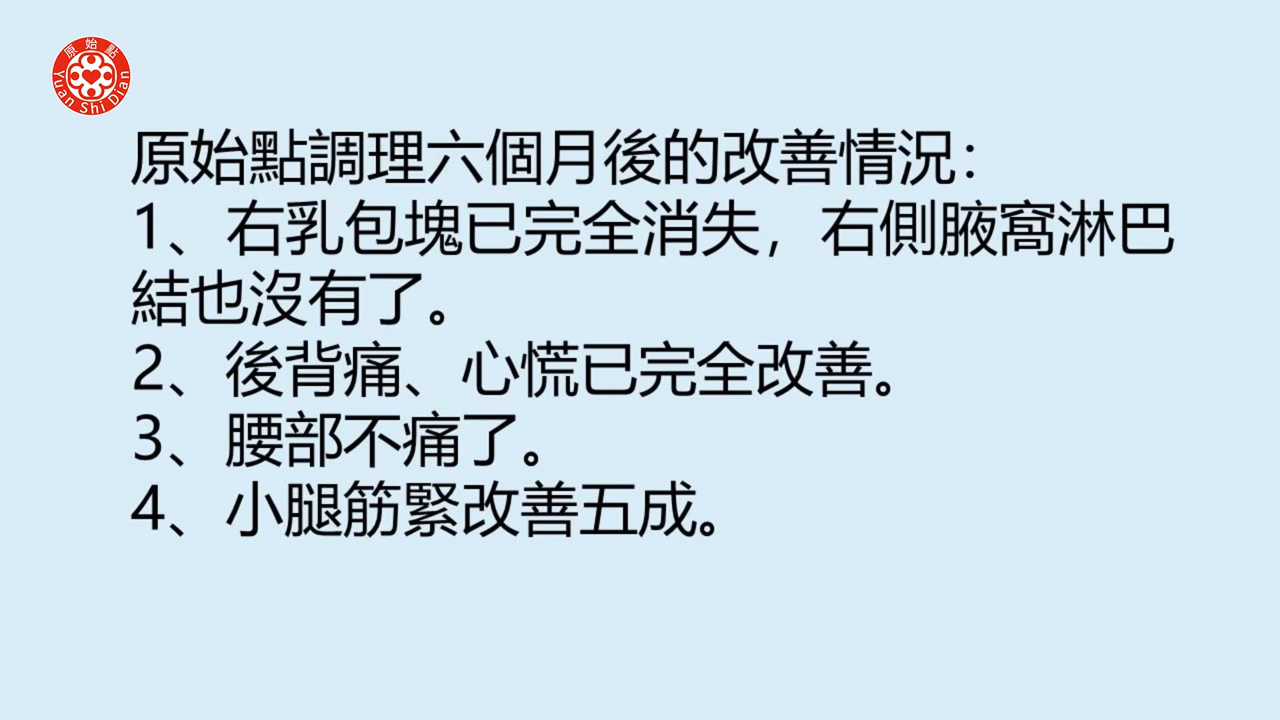 原始點
Yuan Shi Dian
原始點調理六個月後的改善情況：
1、右乳包塊已完全消失，右側腋窩淋巴
結也沒有了。
2、後背痛、心慌已完全改善。
3、腰部不痛了。
4、小腿筋緊改善五成。